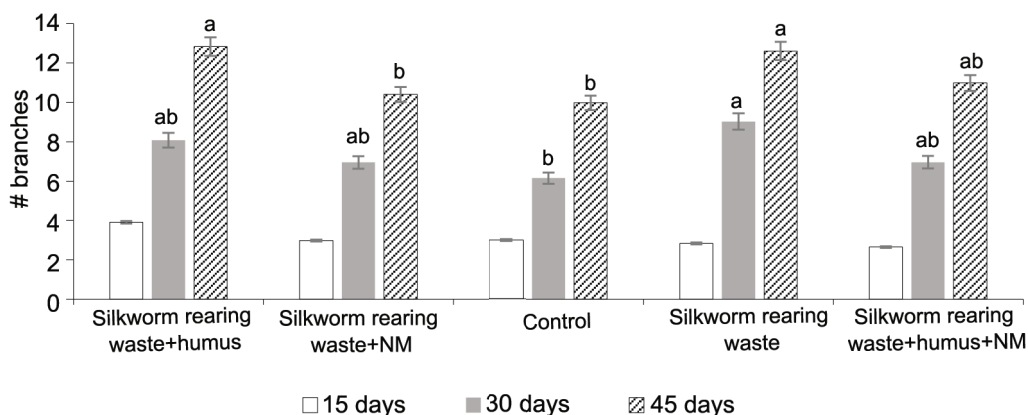 # branches
14
12
10
8
6
4
2
0
ab
a
ab
b
b
b
a
a
ab
ab
Silkworm rearing
waste+humus
Silkworm rearing
waste+NM
Control
Silkworm rearing
waste
Silkworm rearing
waste+humus+NM
15 days 30 days 45 days